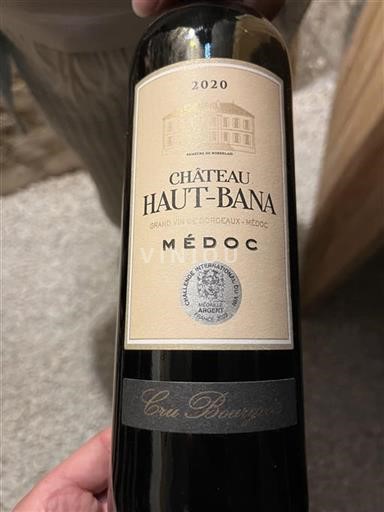 2020
CHÂTEAU
HAUT-BANA
GRAND VIN DE BORDEAUX - MÉDOC
MÉDOC
CHALLENGE INTERNATIONAL DU VIN
MÉDAILLE
ARGENT
Cru Bourgeois